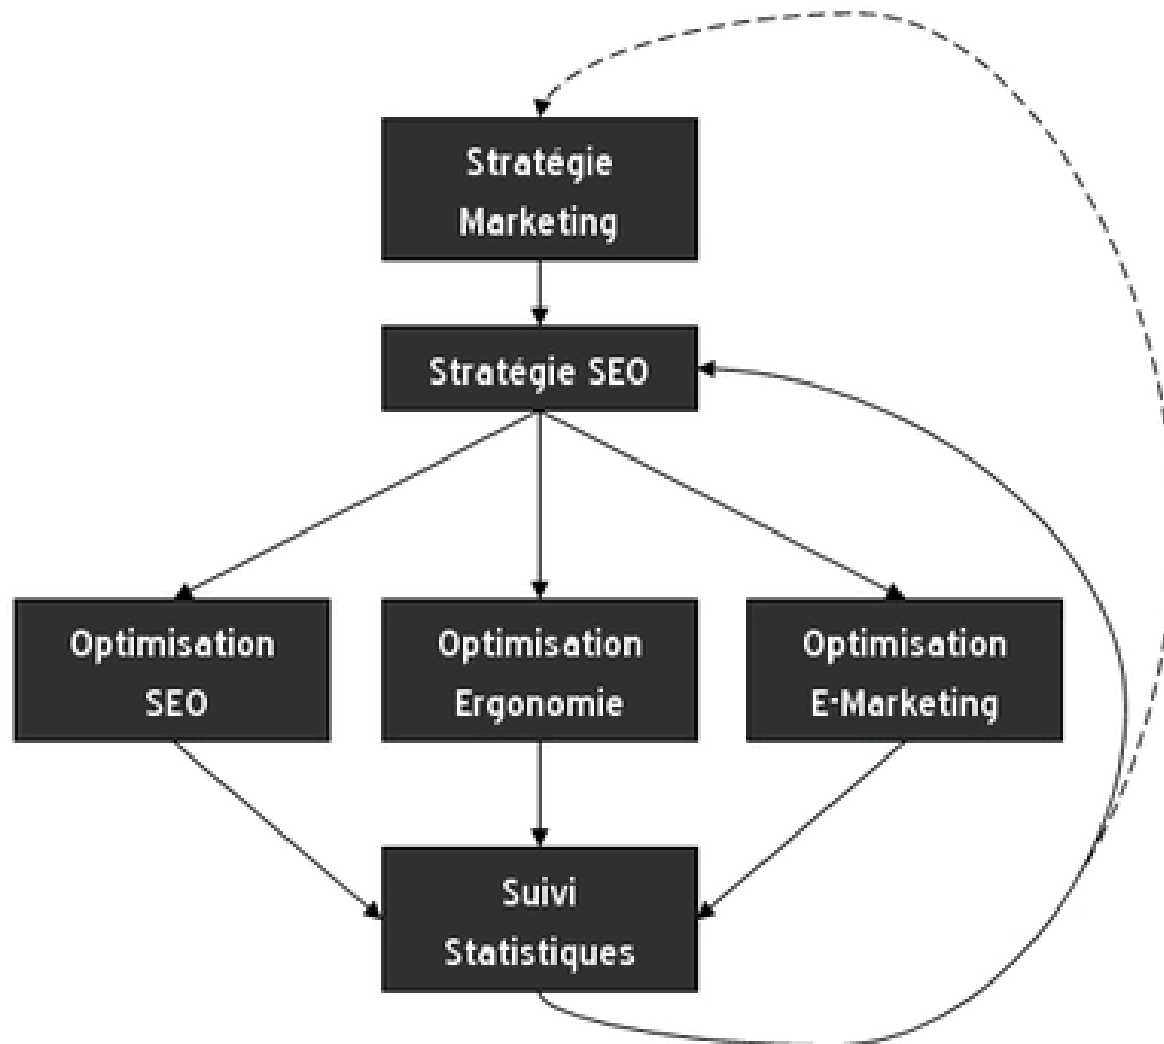 Stratégie
Marketing
Stratégie SEO
Optimisation
SEO
Optimisation
Ergonomie
Optimisation
E-Marketing
Suivi
Statistiques